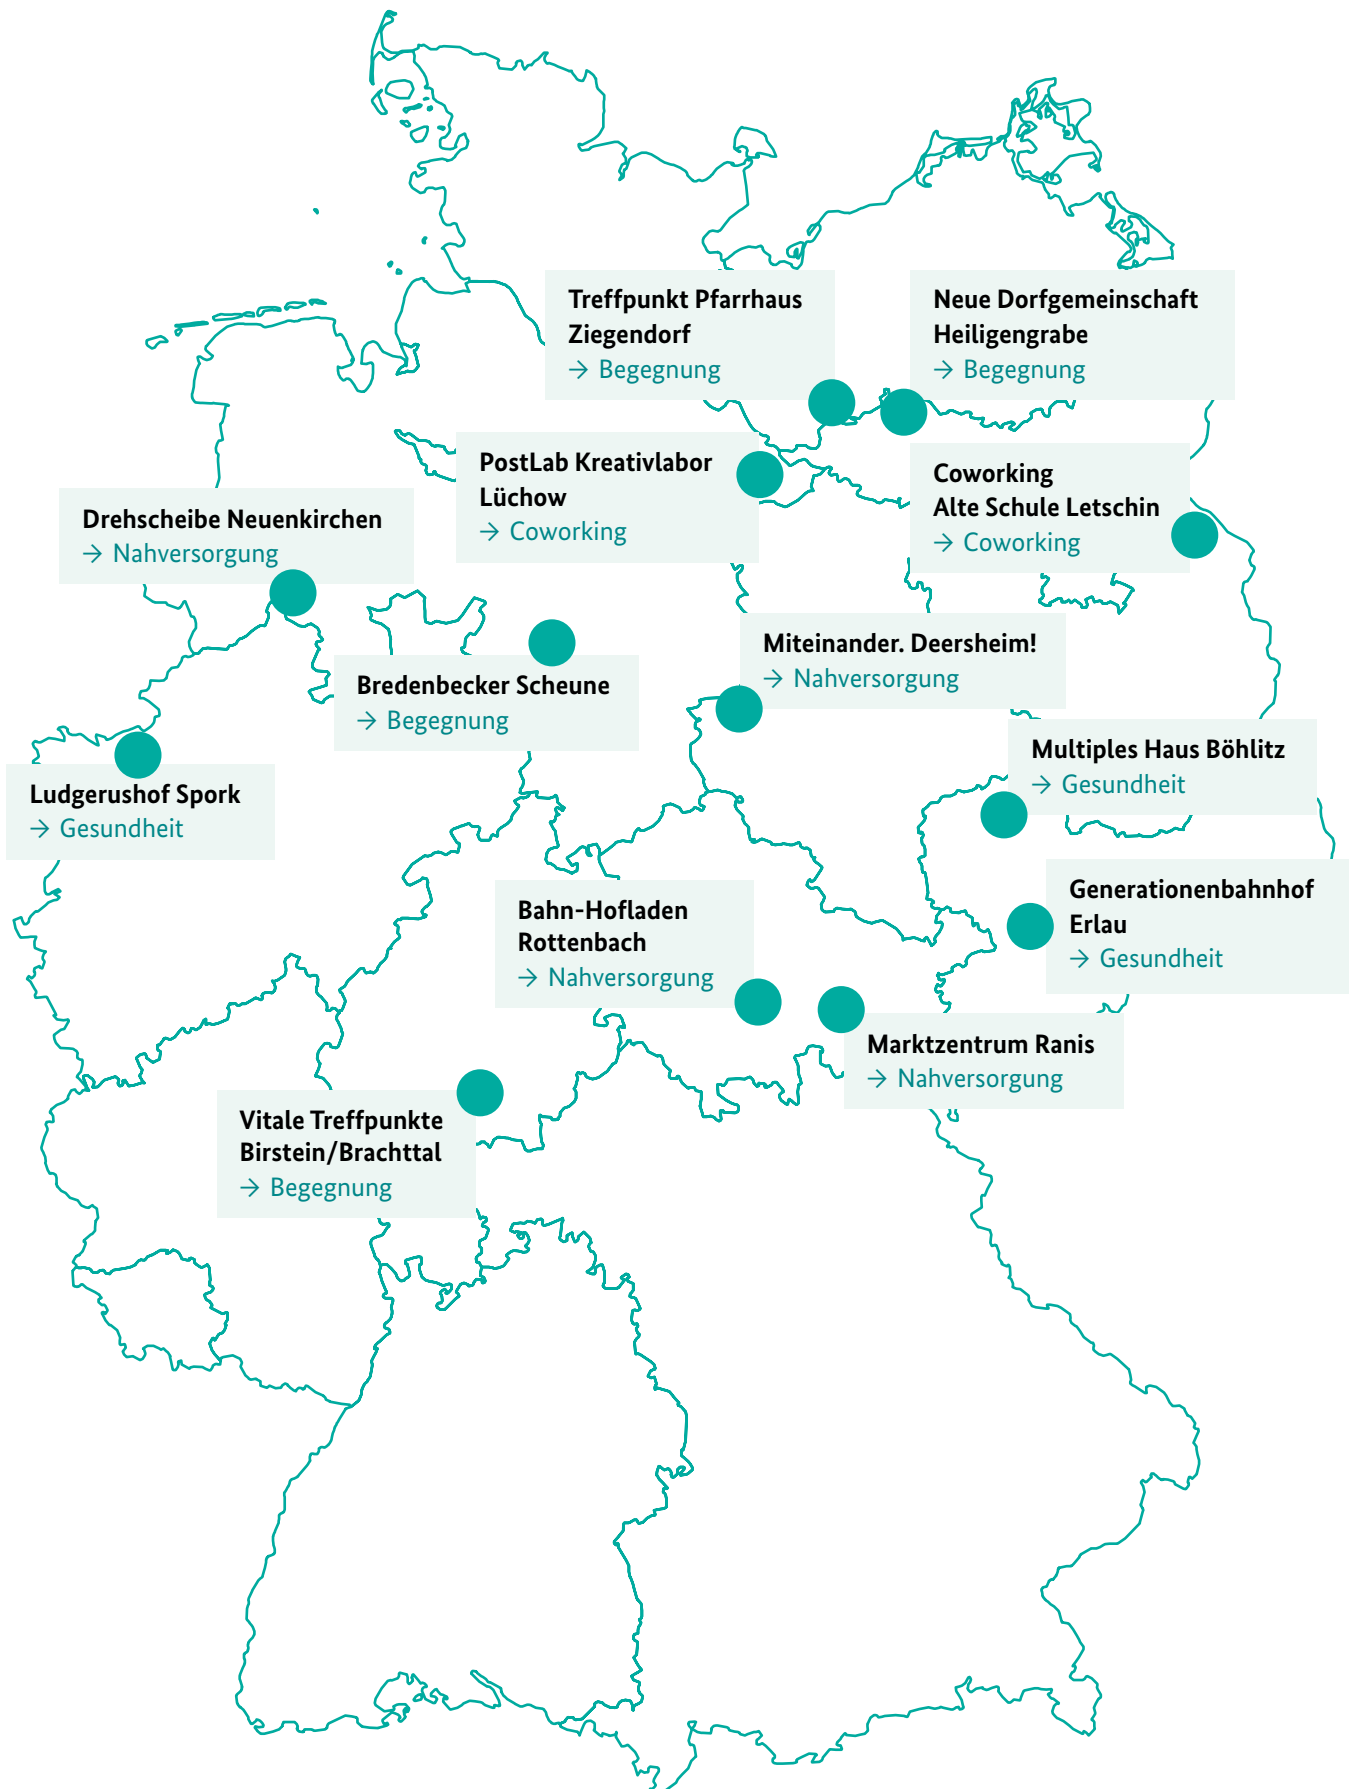 Treffpunkt Pfarrhaus
Ziegendorf
→ Begegnung
Neue Dorfgemeinschaft
Heiligengrabe
→ Begegnung
PostLab Kreativlabor
Lüchow
→ Coworking
Coworking
Alte Schule Letschin
→ Coworking
Drehscheibe Neuenkirchen
→ Nahversorgung
Miteinander. Deersheim!
→ Nahversorgung
Bredenbecker Scheune
→ Begegnung
Multiples Haus Böhlitz
→ Gesundheit
Ludgerushof Spork
→ Gesundheit
Generationenbahnhof
Erlau
→ Gesundheit
Bahn-Hofladen
Rottenbach
→ Nahversorgung
Marktzentrum Ranis
→ Nahversorgung
Vitale Treffpunkte
Birstein/Brachttal
→ Begegnung